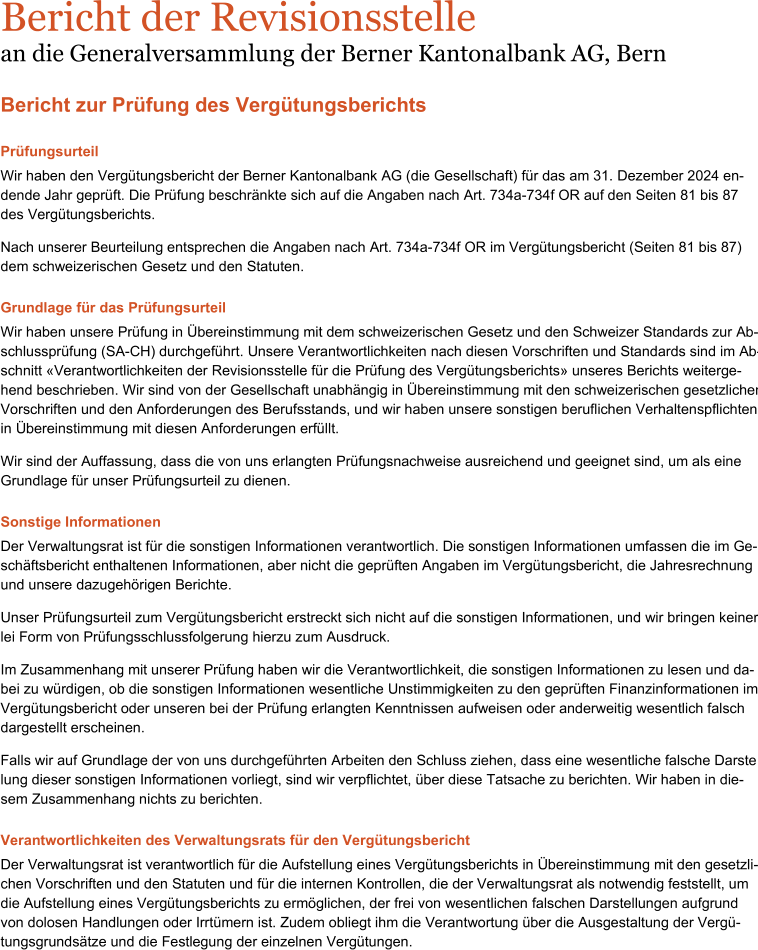 Bericht der Revisionsstelle
an die Generalversammlung der Berner Kantonalbank AG, Bern
Bericht zur Prüfung des Vergütungsberichts
Prüfungsurteil
Wir haben den Vergütungsbericht der Berner Kantonalbank AG (die Gesellschaft) für das am 31. Dezember 2024 en-
dende Jahr geprüft. Die Prüfung beschränkte sich auf die Angaben nach Art. 734a-734f OR auf den Seiten 81 bis 87
des Vergütungsberichts.
Nach unserer Beurteilung entsprechen die Angaben nach Art. 734a-734f OR im Vergütungsbericht (Seiten 81 bis 87)
dem schweizerischen Gesetz und den Statuten.
Grundlage für das Prüfungsurteil
Wir haben unsere Prüfung in Übereinstimmung mit dem schweizerischen Gesetz und den Schweizer Standards zur Ab-
schlussprüfung (SA-CH) durchgeführt. Unsere Verantwortlichkeiten nach diesen Vorschriften und Standards sind im Ab-
schnitt «Verantwortlichkeiten der Revisionsstelle für die Prüfung des Vergütungsberichts» unseres Berichts weiterge-
hend beschrieben. Wir sind von der Gesellschaft unabhängig in Übereinstimmung mit den schweizerischen gesetzlichen
Vorschriften und den Anforderungen des Berufsstands, und wir haben unsere sonstigen beruflichen Verhaltenspflichten
in Übereinstimmung mit diesen Anforderungen erfüllt.
Wir sind der Auffassung, dass die von uns erlangten Prüfungsnachweise ausreichend und geeignet sind, um als eine
Grundlage für unser Prüfungsurteil zu dienen.
Sonstige Informationen
Der Verwaltungsrat ist für die sonstigen Informationen verantwortlich. Die sonstigen Informationen umfassen die im Ge-
schäftsbericht enthaltenen Informationen, aber nicht die geprüften Angaben im Vergütungsbericht, die Jahresrechnung
und unsere dazugehörigen Berichte.
Unser Prüfungsurteil zum Vergütungsbericht erstreckt sich nicht auf die sonstigen Informationen, und wir bringen keiner
lei Form von Prüfungsschlussfolgerung hierzu zum Ausdruck.
Im Zusammenhang mit unserer Prüfung haben wir die Verantwortlichkeit, die sonstigen Informationen zu lesen und da-
bei zu würdigen, ob die sonstigen Informationen wesentliche Unstimmigkeiten zu den geprüften Finanzinformationen im
Vergütungsbericht oder unseren bei der Prüfung erlangten Kenntnissen aufweisen oder anderweitig wesentlich falsch
dargestellt erscheinen.
Falls wir auf Grundlage der von uns durchgeführten Arbeiten den Schluss ziehen, dass eine wesentliche falsche Darste
lung dieser sonstigen Informationen vorliegt, sind wir verpflichtet, über diese Tatsache zu berichten. Wir haben in die-
sem Zusammenhang nichts zu berichten.
Verantwortlichkeiten des Verwaltungsrats für den Vergütungsbericht
Der Verwaltungsrat ist verantwortlich für die Aufstellung eines Vergütungsberichts in Übereinstimmung mit den gesetzli-
chen Vorschriften und den Statuten und für die internen Kontrollen, die der Verwaltungsrat als notwendig feststellt, um
die Aufstellung eines Vergütungsberichts zu ermöglichen, der frei von wesentlichen falschen Darstellungen aufgrund
von dolosen Handlungen oder Irrtümern ist. Zudem obliegt ihm die Verantwortung über die Ausgestaltung der Vergü-
tungsgrundsätze und die Festlegung der einzelnen Vergütungen.